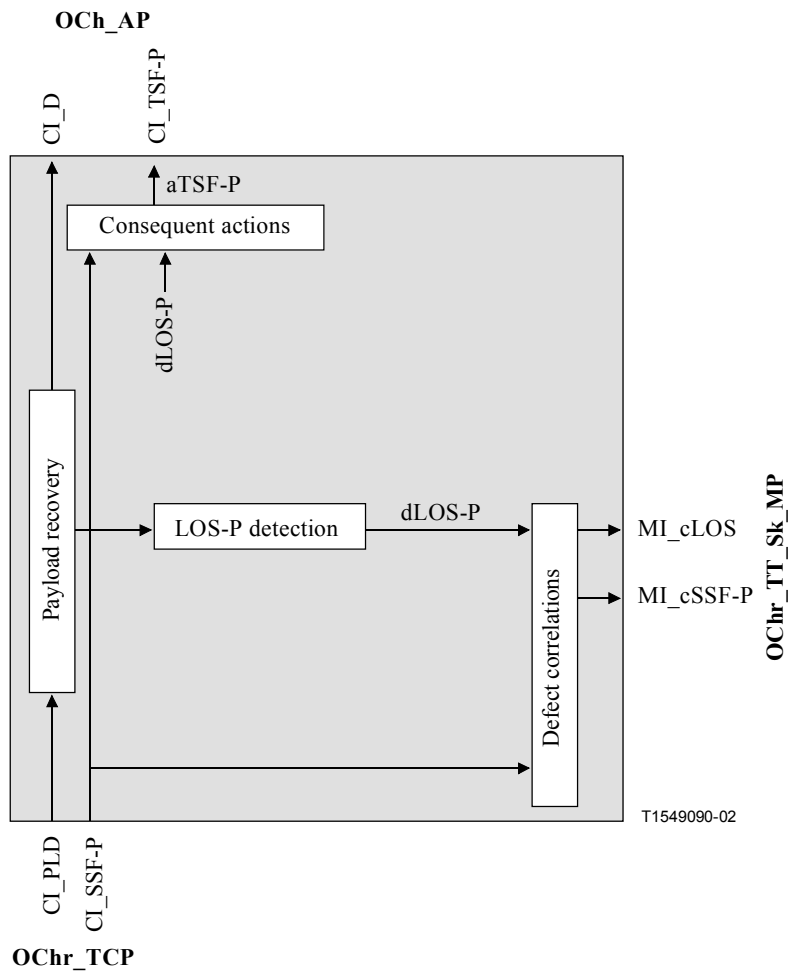 OCh_AP
CI_D
CI_TSF-P
aTSF-P
Consequent actions
dLOS-P
Payload recovery
LOS-P detection
dLOS-P
Defect correlations
MI_cLOS
MI_cSSF-P
OChr_TT_Sk_MP
T1549090-02
CI_PLD
CI_SSF-P
OChr_TCP